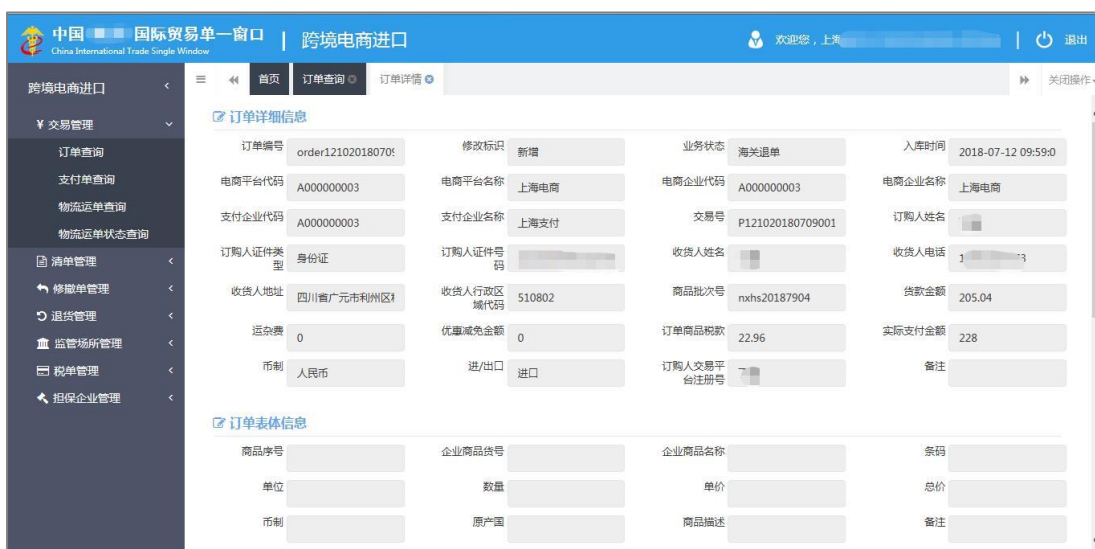 中国 国际贸易单一窗口 | 跨境电商进口
China International Trade Single Window
欢迎您，上海
退出
跨境电商进口
首页
订单查询
订单详情
关闭操作
¥ 交易管理
订单查询
支付单查询
物流运单查询
物流运单状态查询
清单管理
修撤单管理
退货管理
监管场所管理
税单管理
担保企业管理
订单详细信息
订单编号 order12102018070
修改标识 新增
业务状态 海关退单
入库时间 2018-07-12 09:59:0
电商平台代码 A000000003
电商平台名称 上海电商
电商企业代码 A000000003
电商企业名称 上海电商
支付企业代码 A000000003
支付企业名称 上海支付
交易号 P121020180709001
订购人姓名
订购人证件类型 身份证
订购人证件号码
收货人姓名
收货人电话
收货人地址 四川省广元市利州区
收货人行政区域代码 510802
商品批次号 nxhs20187904
货款金额 205.04
运杂费 0
优惠减免金额 0
订单商品税款 22.96
实际支付金额 228
币制 人民币
进/出口 进口
订购人交易平台注册号
备注
订单表体信息
商品序号
企业商品货号
企业商品名称
条码
单位
数量
单价
总价
币制
原产国
商品描述
备注